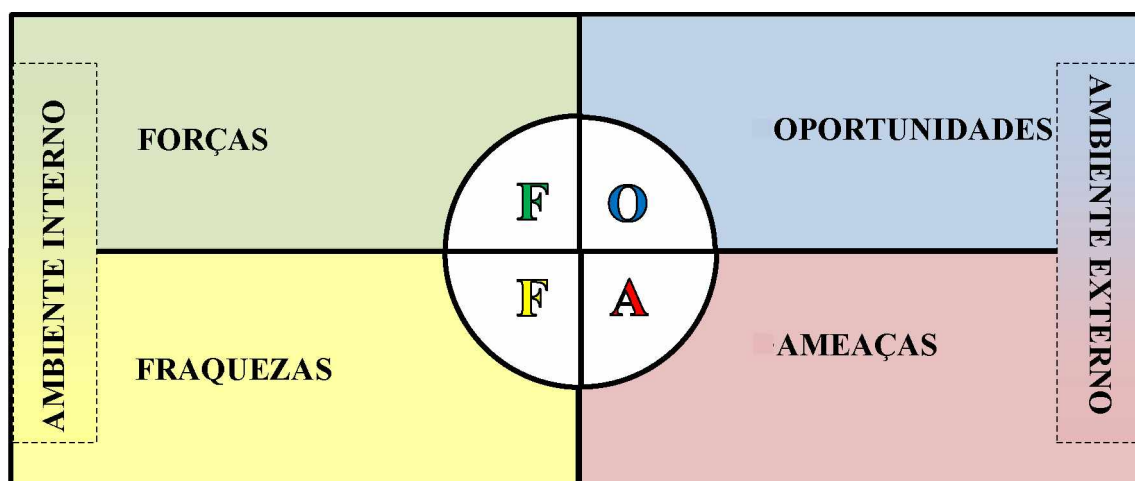 AMBIENTE INTERNO
FORÇAS
OPORTUNIDADES
F
O
F
A
FRAQUEZAS
AMEAÇAS
AMBIENTE EXTERNO